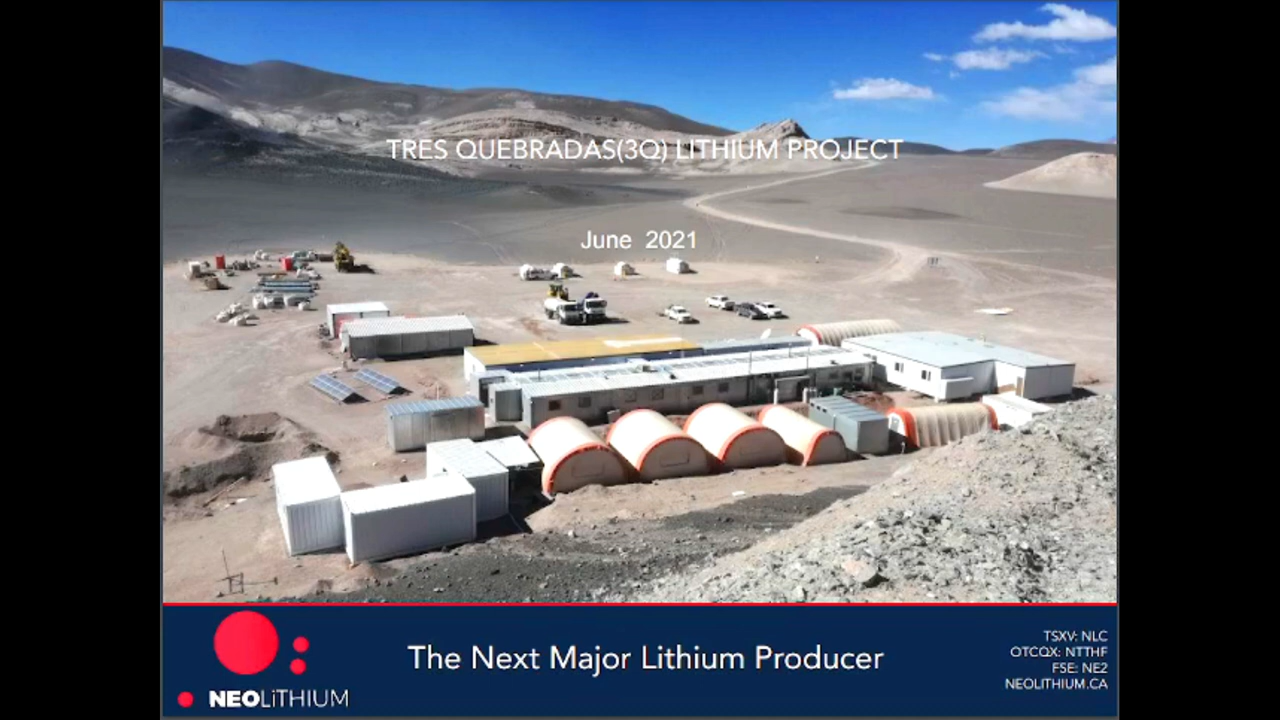 TRES QUEBRADAS(3Q) LITHIUM PROJECT
June 2021
The Next Major Lithium Producer
NEOLiTHIUM
TSXV: NLC
OTCQX: NTTHF
FSE: NE2
NEOLITHIUM.CA